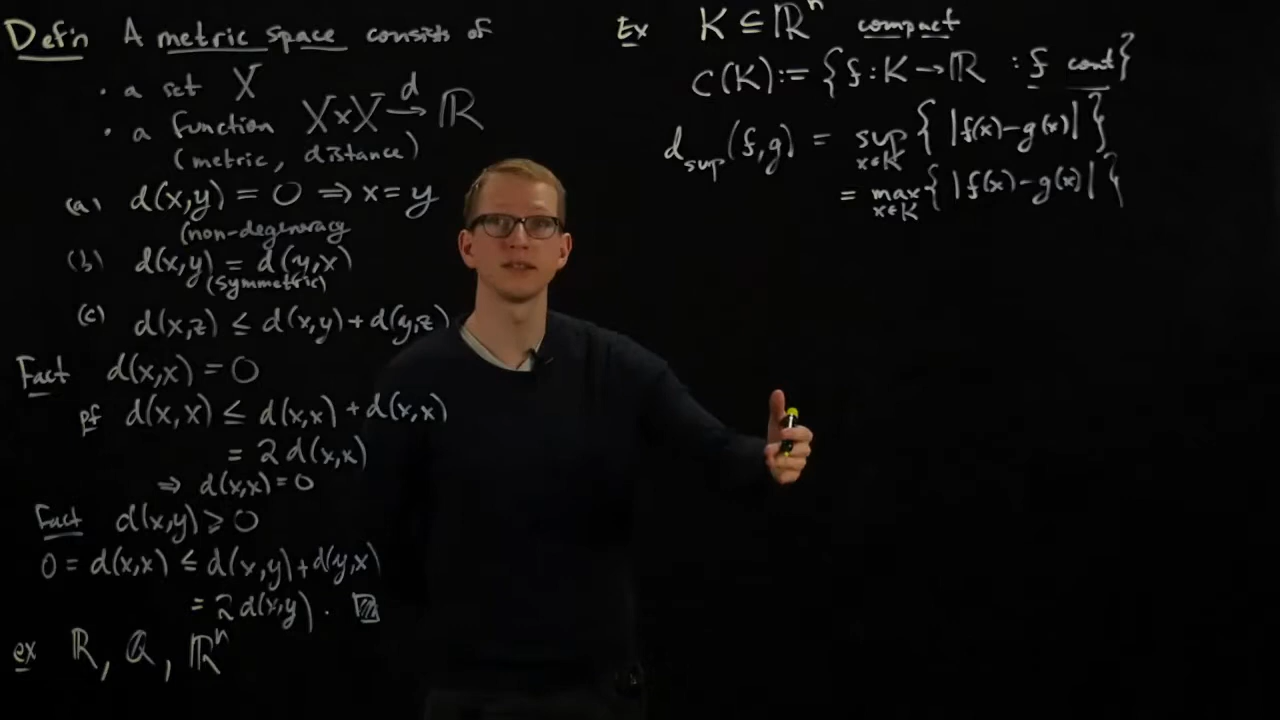 Def'n A metric space consists of
• a set X
• a function X×X →d ℝ
(metric, distance)
(a) d(x,y) = 0 ⇒ x=y
(non-degeneracy
(b) d(x,y) = d(y,x)
(symmetric)
(c) d(x,z) ≤ d(x,y)+d(y,z)
Fact d(x,x) = 0
pf d(x,x) ≤ d(x,x)+d(x,x)
= 2d(x,x)
⇒ d(x,x)=0
Fact d(x,y) ≥ 0
0 = d(x,x) ≤ d(x,y)+d(y,x)
= 2d(x,y).
ex ℝ, ℚ, ℝⁿ
Ex K ⊆ ℝⁿ compact
C(K) := {f:K→ℝ : f cont}
d_sup(f,g) = sup_{x∈K} { |f(x)-g(x)| }
= max_{x∈K} { |f(x)-g(x)| }